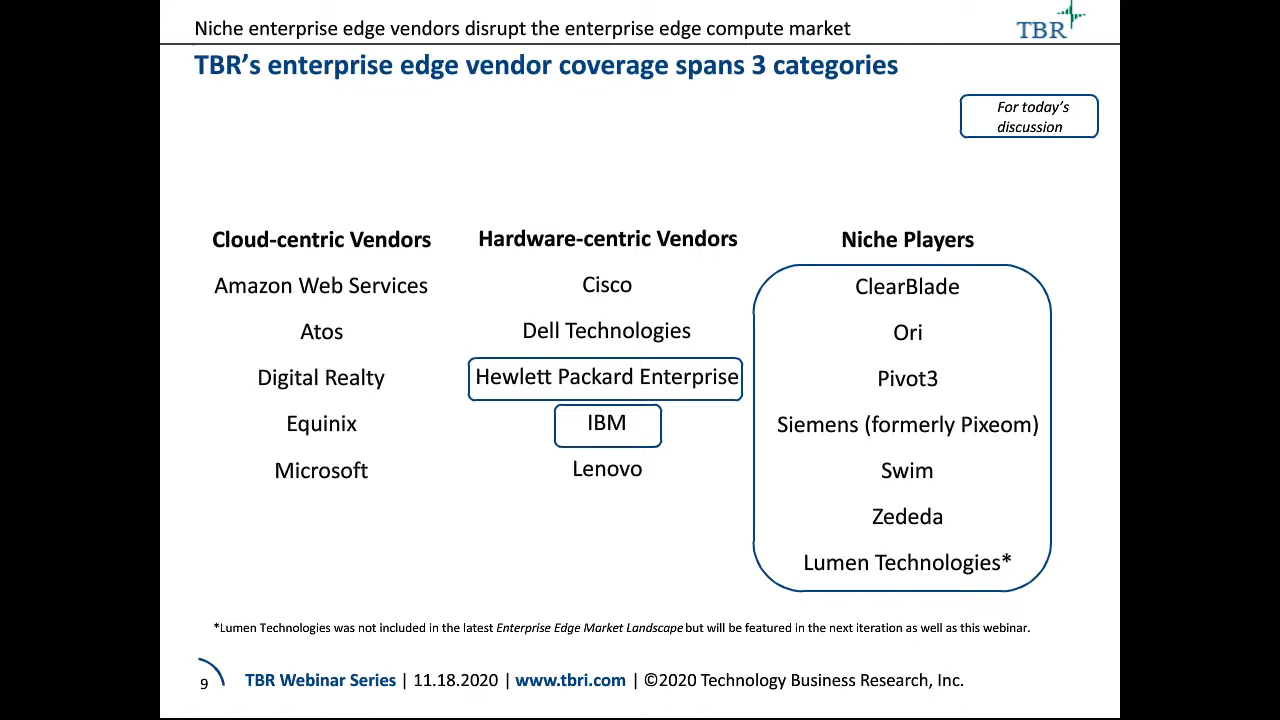 Niche enterprise edge vendors disrupt the enterprise edge compute market
TBR
TBR’s enterprise edge vendor coverage spans 3 categories
For today’s
discussion
Cloud-centric Vendors
Amazon Web Services
Atos
Digital Realty
Equinix
Microsoft
Hardware-centric Vendors
Cisco
Dell Technologies
Hewlett Packard Enterprise
IBM
Lenovo
Niche Players
ClearBlade
Ori
Pivot3
Siemens (formerly Pixeom)
Swim
Zededa
Lumen Technologies*
*Lumen Technologies was not included in the latest Enterprise Edge Market Landscape but will be featured in the next iteration as well as this webinar.
9 TBR Webinar Series | 11.18.2020 | www.tbri.com | ©2020 Technology Business Research, Inc.